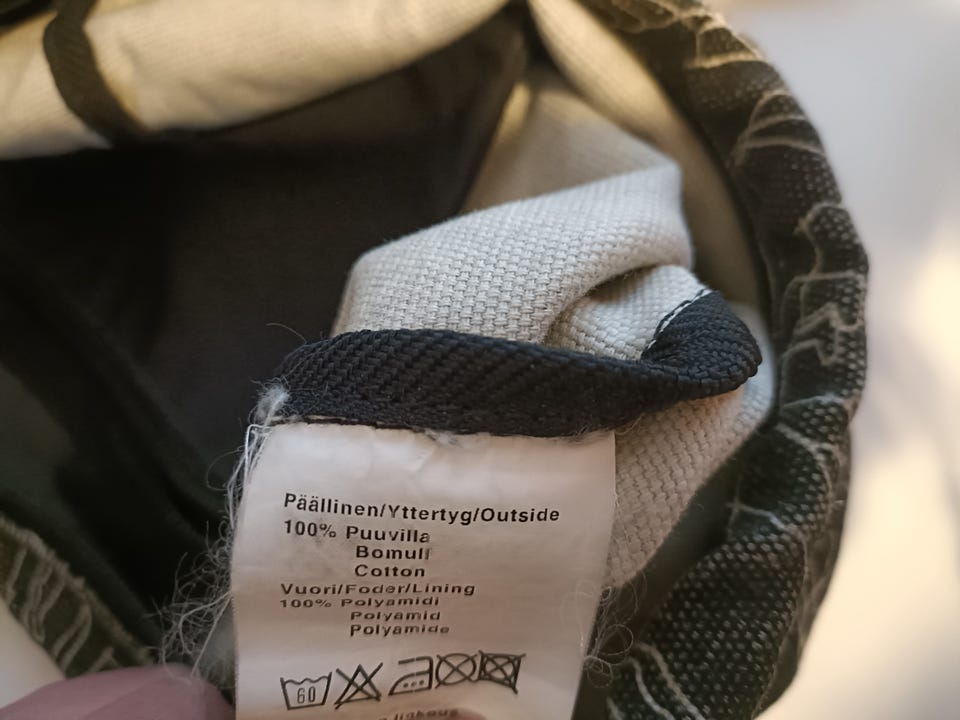 Päällinen/Yttertyg/Outside
100% Puuvilla
Bomull
Cotton
Vuori/Foder/Lining
100% Polyamidi
Polyamid
Polyamide
60